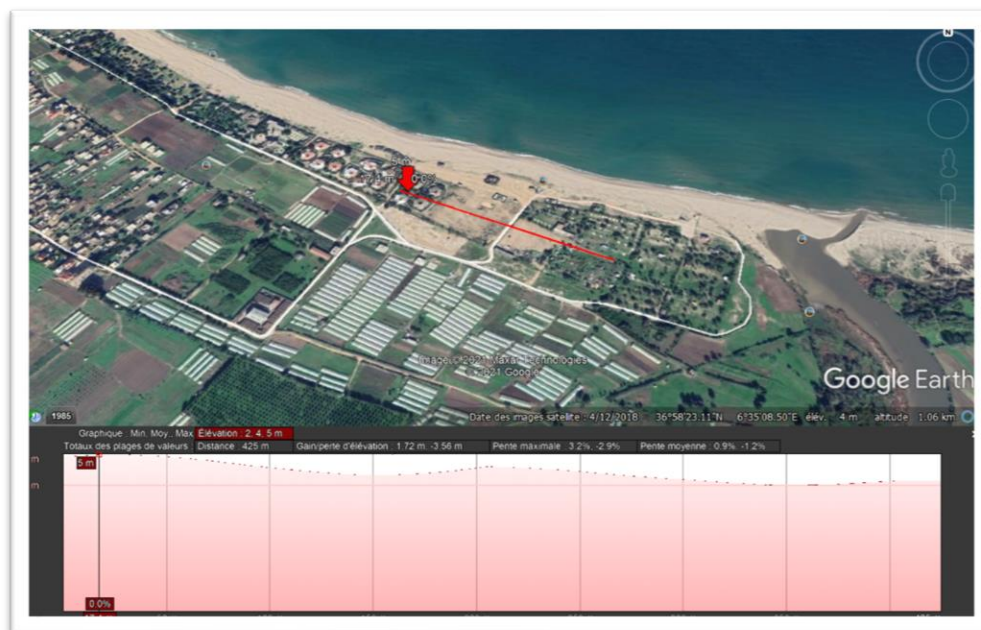 N
Image © 2021 Maxar Technologies
© 2021 Google
Google Earth
1985
Date des images satellite : 4/12/2018 36°58'23.11"N 6°35'08.50"E élév. 4 m altitude 1.06 km
Graphique : Min, Moy., Max Élévation : 2, 4, 5 m
Totaux des plages de valeurs : Distance : 425 m Gain/perte d'élévation : 1.72 m, -3.56 m Pente maximale : 3.2%, -2.9% Pente moyenne : 0.9%, -1.2%
5 m
m
m
0.0%